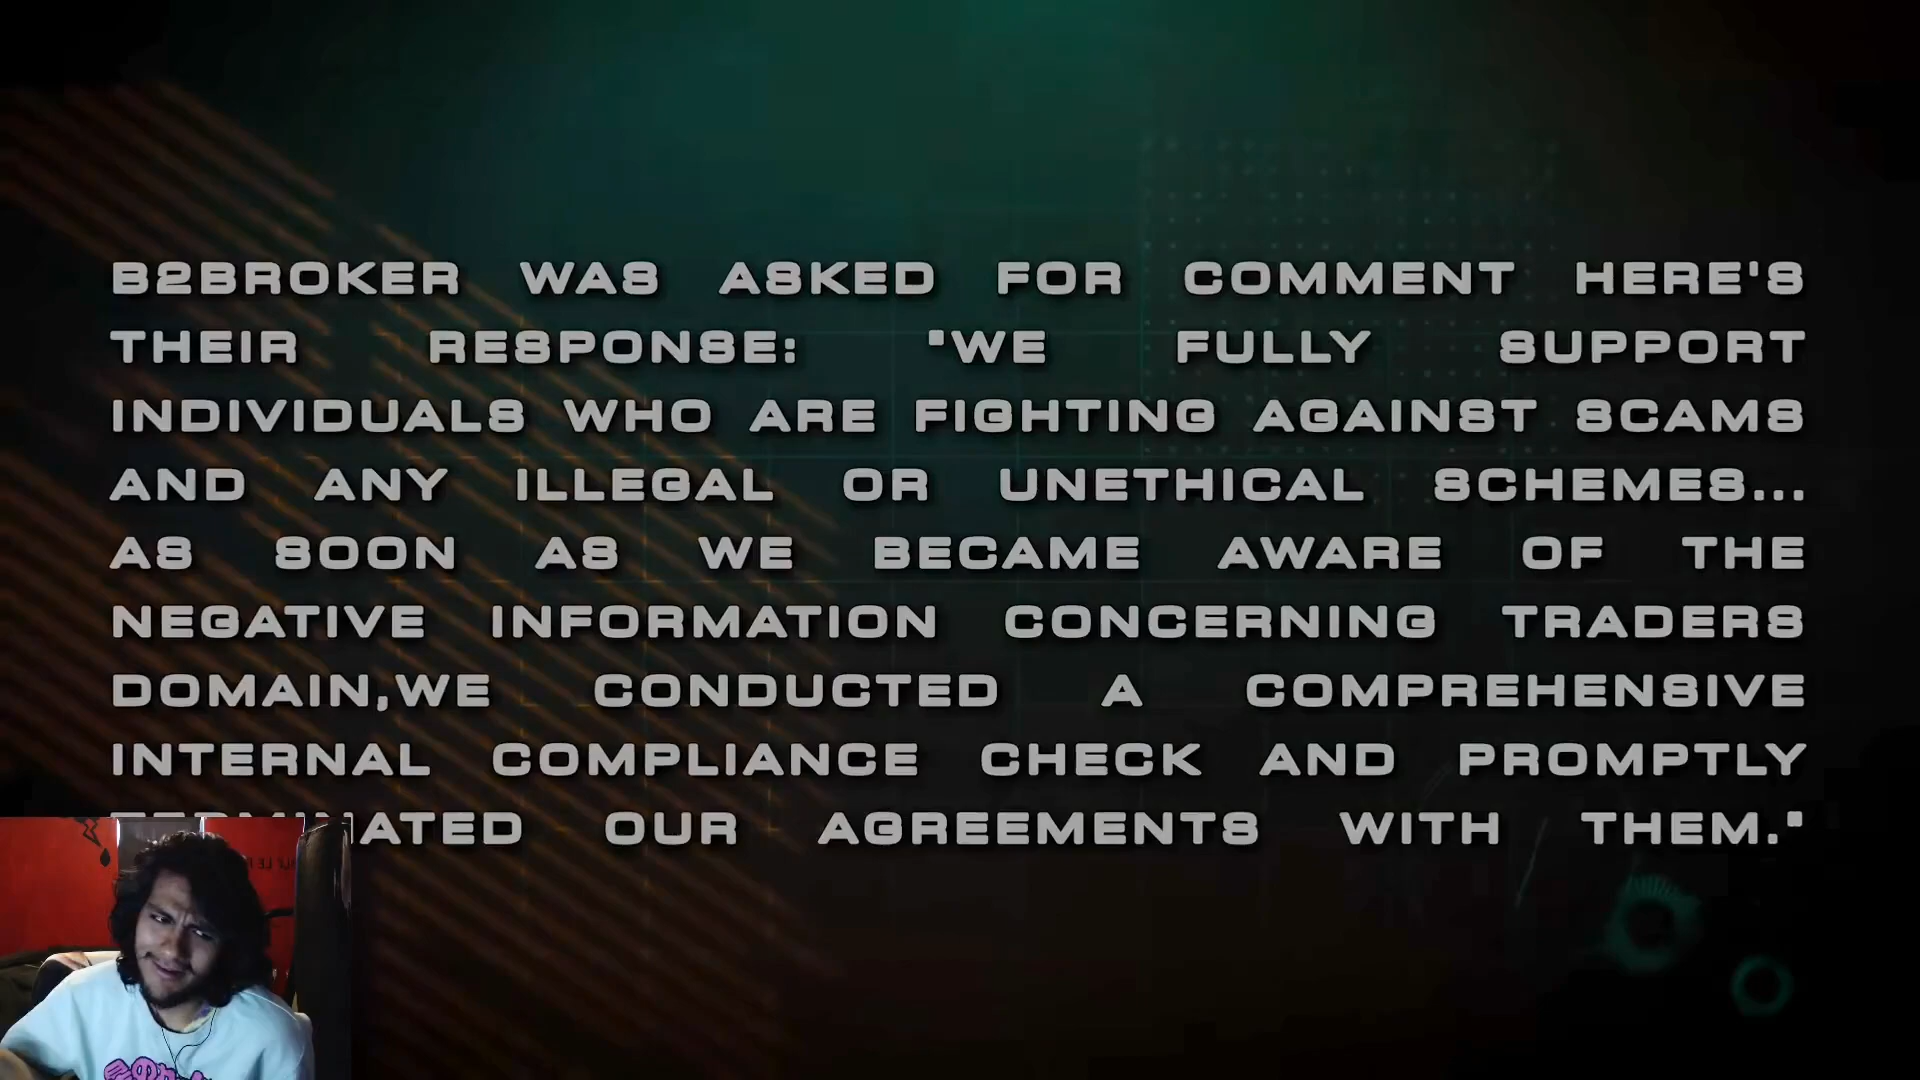 B2BROKER WAS ASKED FOR COMMENT HERE'S
THEIR RESPONSE: "WE FULLY SUPPORT
INDIVIDUALS WHO ARE FIGHTING AGAINST SCAMS
AND ANY ILLEGAL OR UNETHICAL SCHEMES...
AS SOON AS WE BECAME AWARE OF THE
NEGATIVE INFORMATION CONCERNING TRADERS
DOMAIN,WE CONDUCTED A COMPREHENSIVE
INTERNAL COMPLIANCE CHECK AND PROMPTLY
TERMINATED OUR AGREEMENTS WITH THEM."